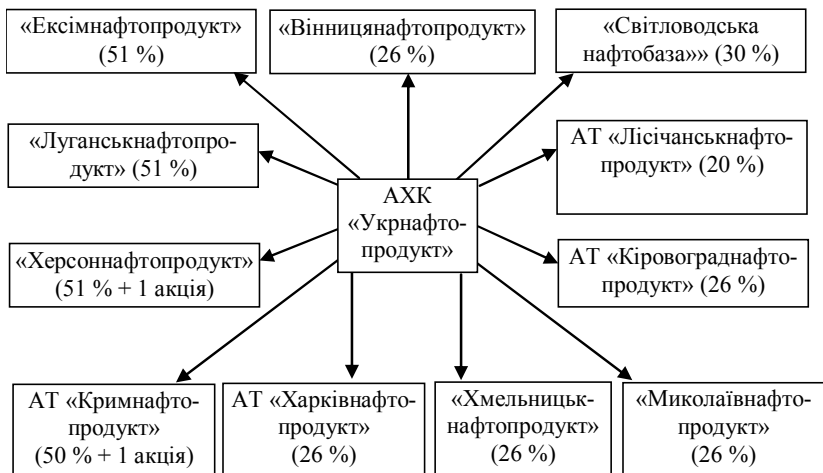 «Ексімнафтопродукт»
(51 %)
«Вінницянафтопродукт»
(26 %)
«Світловодська
нафтобаза»» (30 %)
«Луганськнафтопро-
дукт» (51 %)
АТ «Лісічанськнафто-
продукт» (20 %)
АХК
«Укрнафто-
продукт»
«Херсоннафтопродукт»
(51 % + 1 акція)
АТ «Кіровограднафто-
продукт» (26 %)
АТ «Кримнафто-
продукт»
(50 % + 1 акція)
АТ «Харківнафто-
продукт»
(26 %)
«Хмельницьк-
нафтопродукт»
(26 %)
«Миколаївнафто-
продукт»
(26 %)